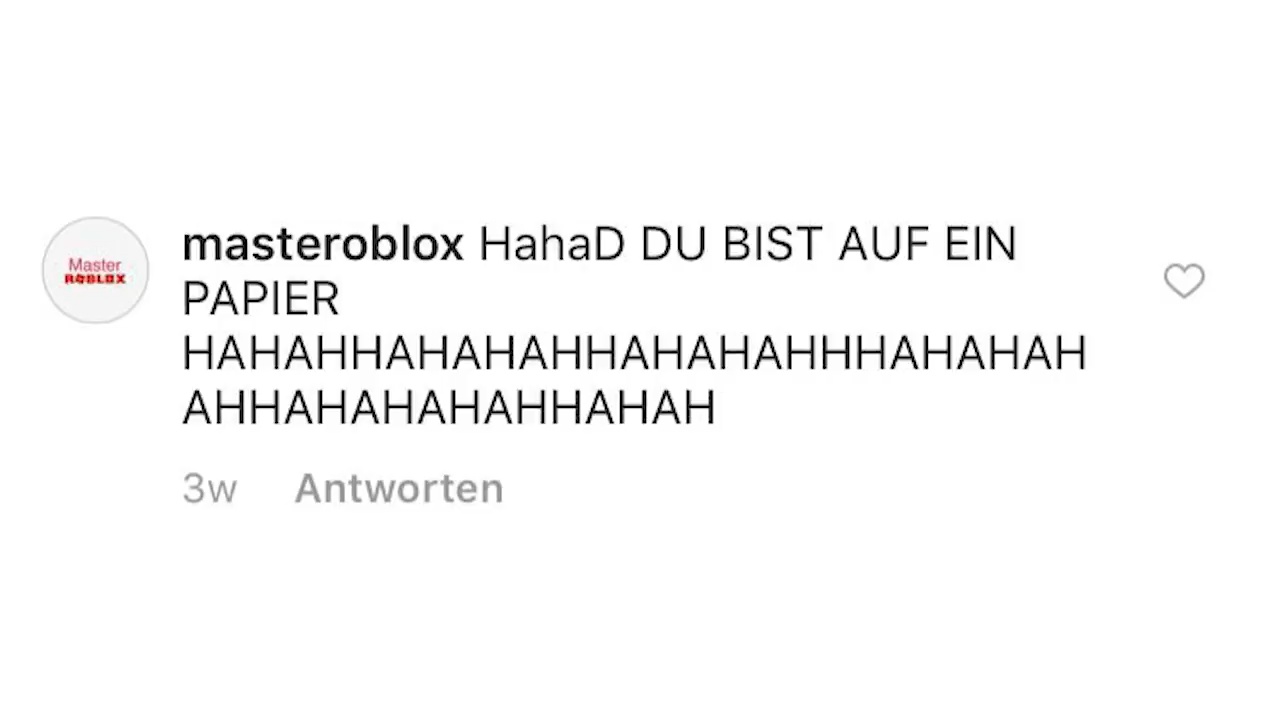 Master
ROBLOX
masteroblox HahaD DU BIST AUF EIN
PAPIER
HAHAHHAHAHAHHAHAHAHHHAHAHAH
AHHAHAHAHAHHAHAH
3w Antworten